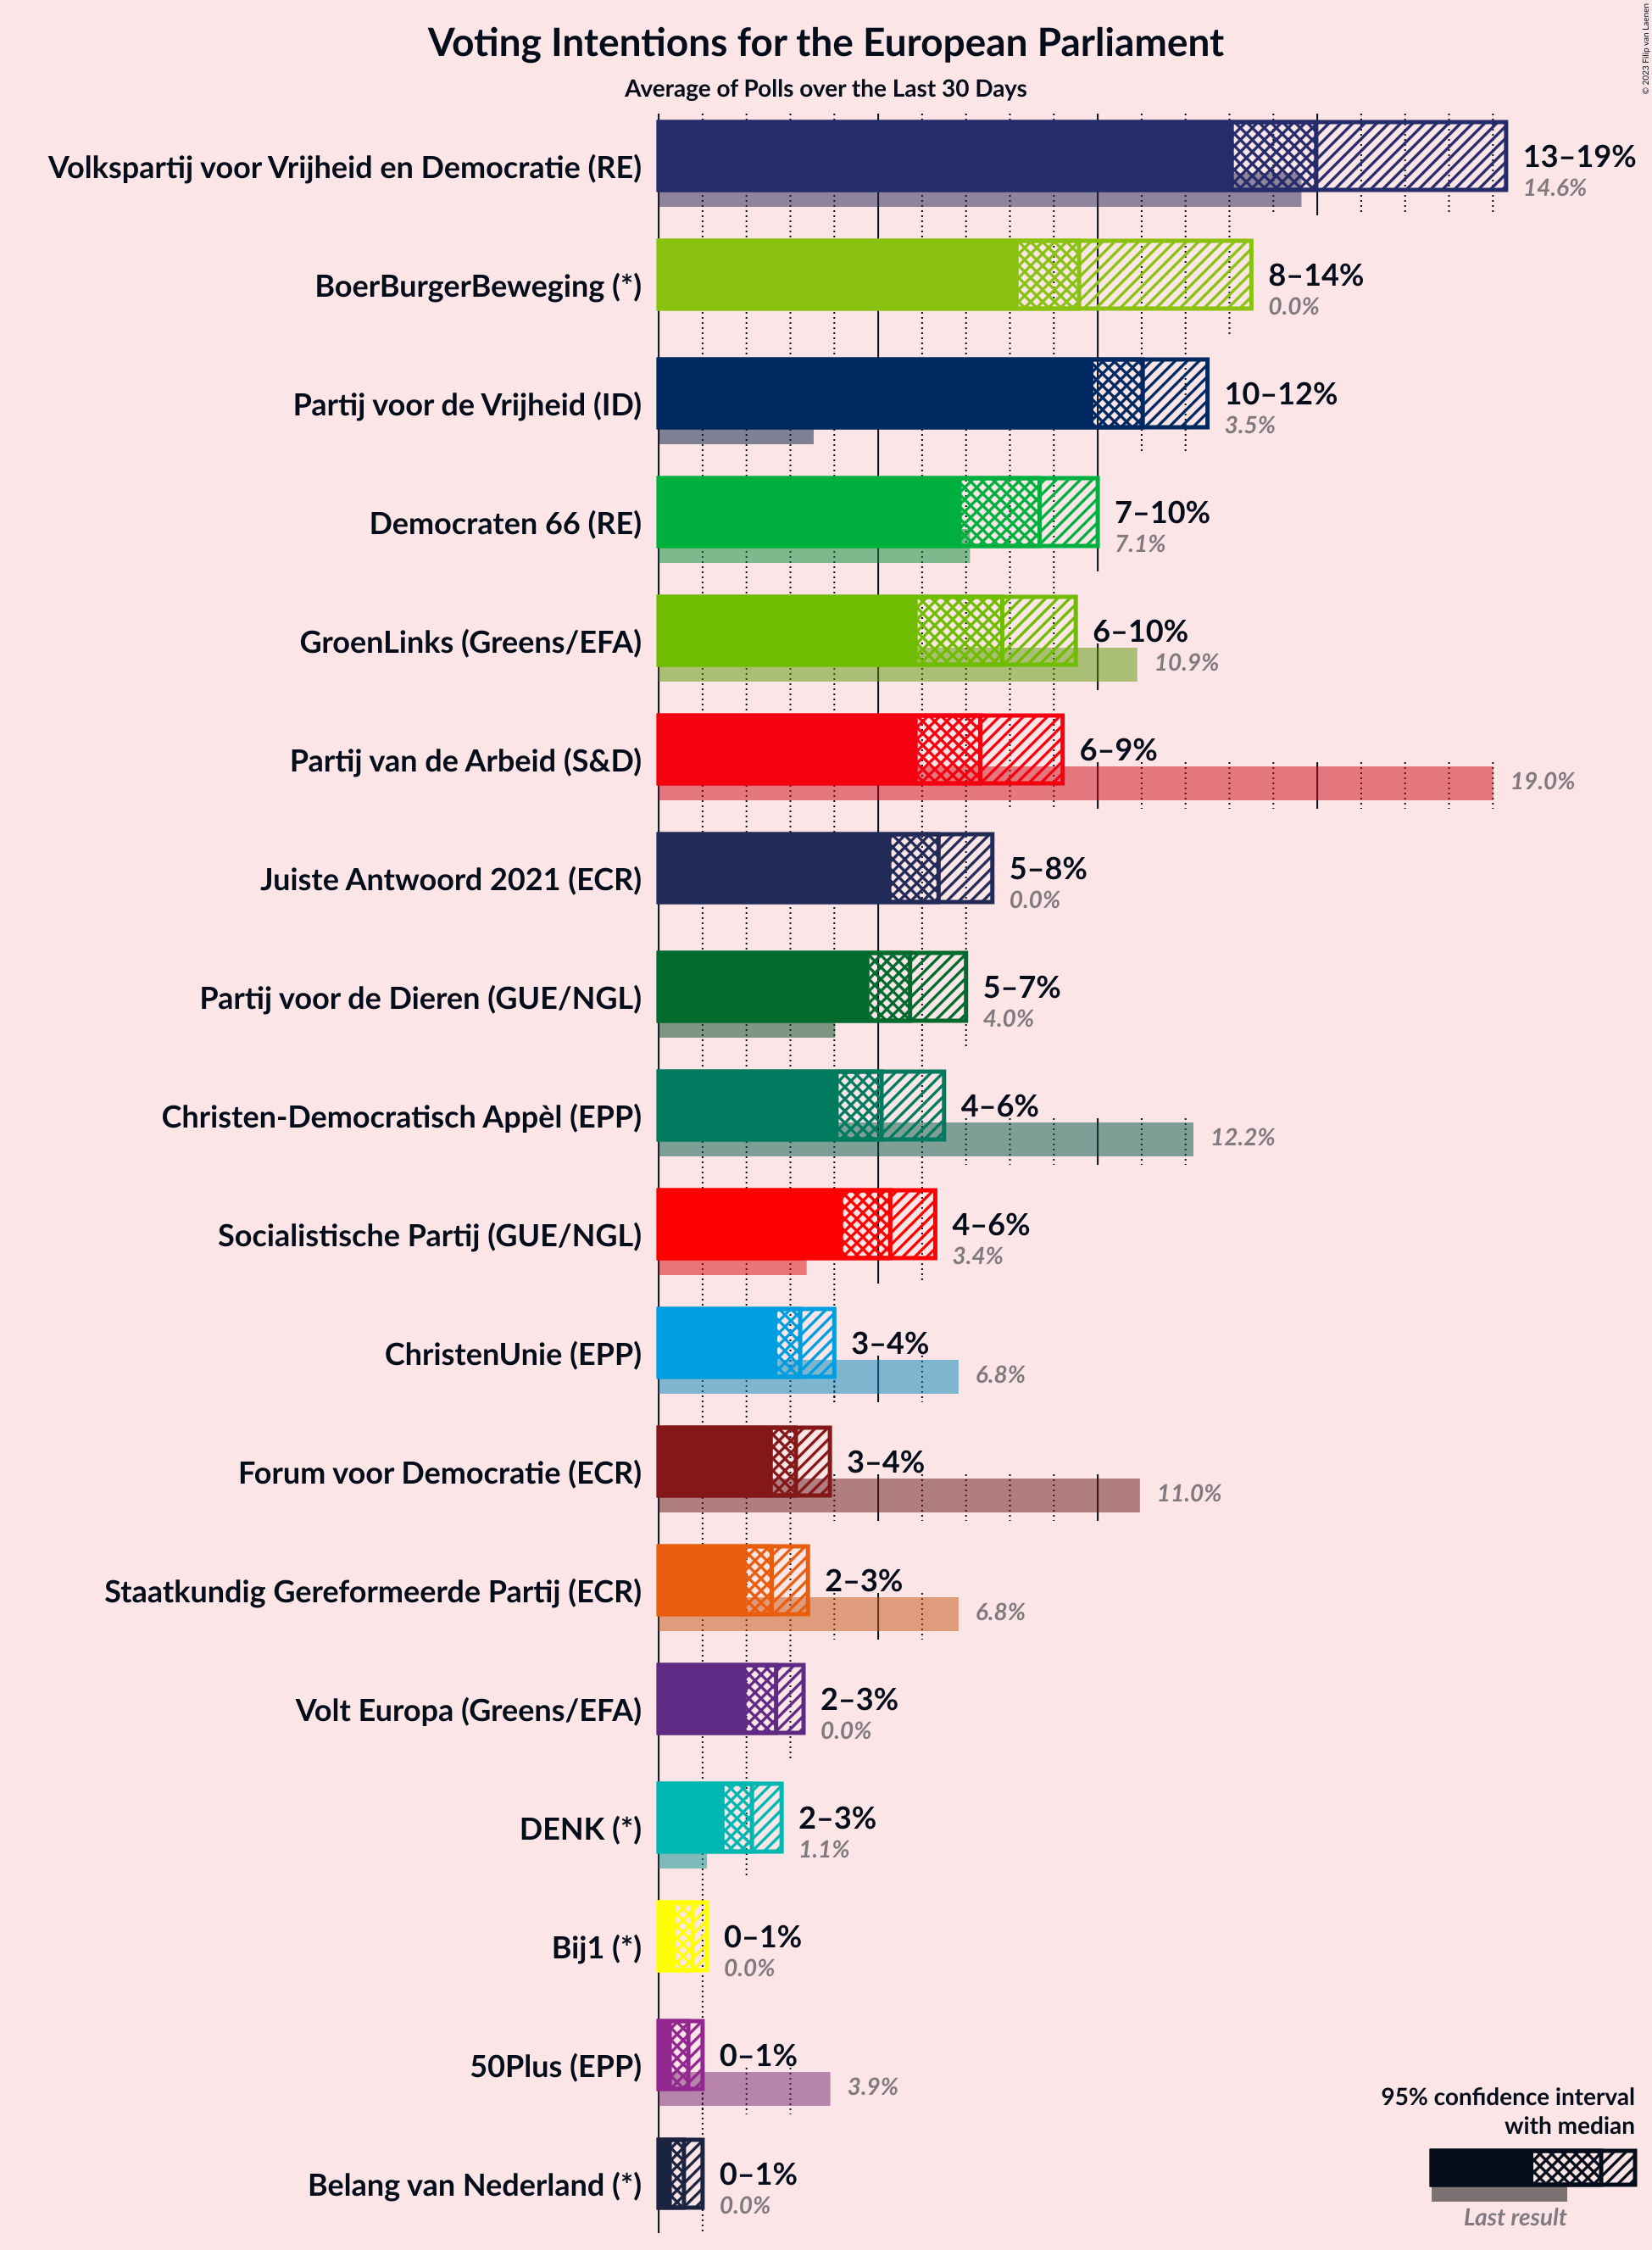 © 2023 Filip van Laenen
Voting Intentions for the European Parliament
Average of Polls over the Last 30 Days
Volkspartij voor Vrijheid en Democratie (RE)
13–19%
14.6%
BoerBurgerBeweging (*)
8–14%
0.0%
Partij voor de Vrijheid (ID)
10–12%
3.5%
Democraten 66 (RE)
7–10%
7.1%
GroenLinks (Greens/EFA)
6–10%
10.9%
Partij van de Arbeid (S&D)
6–9%
19.0%
Juiste Antwoord 2021 (ECR)
5–8%
0.0%
Partij voor de Dieren (GUE/NGL)
5–7%
4.0%
Christen-Democratisch Appèl (EPP)
4–6%
12.2%
Socialistische Partij (GUE/NGL)
4–6%
3.4%
ChristenUnie (EPP)
3–4%
6.8%
Forum voor Democratie (ECR)
3–4%
11.0%
Staatkundig Gereformeerde Partij (ECR)
2–3%
6.8%
Volt Europa (Greens/EFA)
2–3%
0.0%
DENK (*)
2–3%
1.1%
Bij1 (*)
0–1%
0.0%
50Plus (EPP)
0–1%
3.9%
Belang van Nederland (*)
0–1%
0.0%
95% confidence interval
with median
Last result